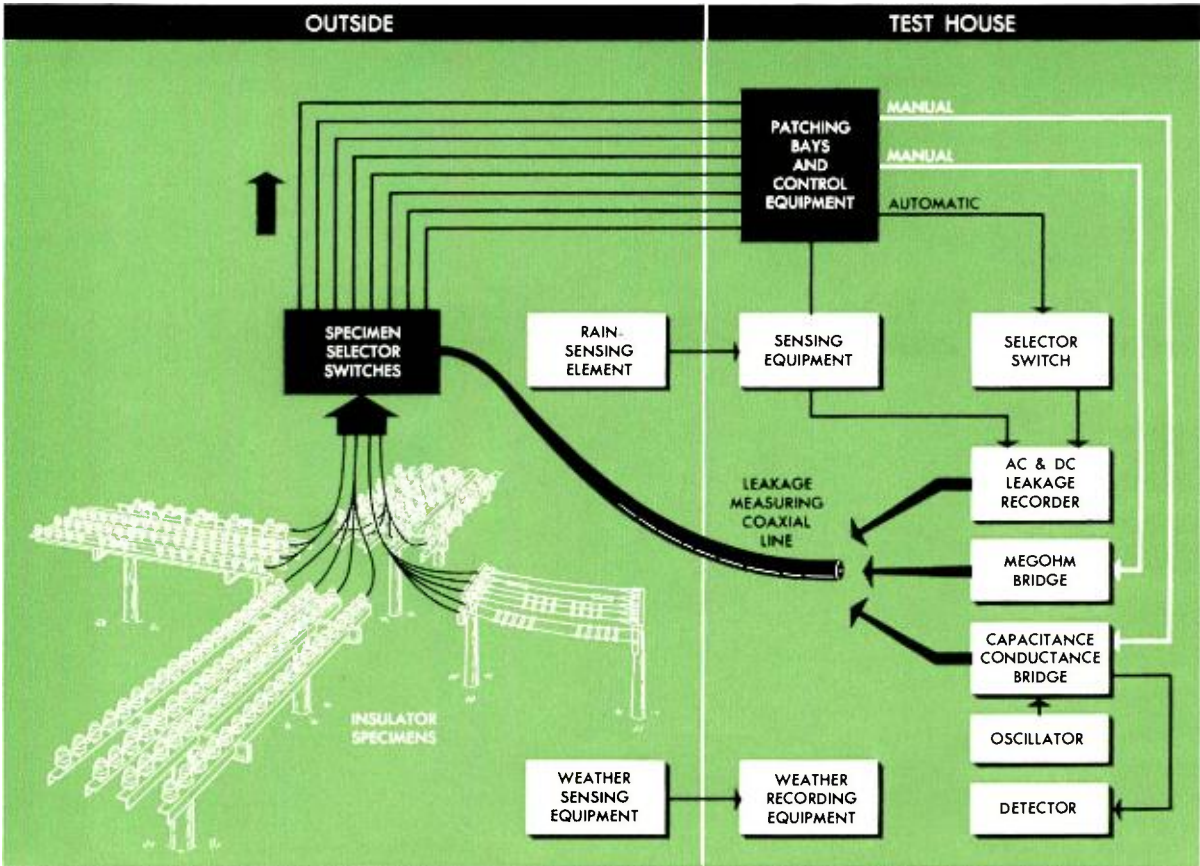 OUTSIDE
TEST HOUSE
PATCHING
BAYS
AND
CONTROL
EQUIPMENT
MANUAL
MANUAL
AUTOMATIC
SPECIMEN
SELECTOR
SWITCHES
RAIN-
SENSING
ELEMENT
SENSING
EQUIPMENT
SELECTOR
SWITCH
LEAKAGE
MEASURING
COAXIAL
LINE
AC & DC
LEAKAGE
RECORDER
MEGOHM
BRIDGE
CAPACITANCE
CONDUCTANCE
BRIDGE
INSULATOR
SPECIMENS
OSCILLATOR
WEATHER
SENSING
EQUIPMENT
WEATHER
RECORDING
EQUIPMENT
DETECTOR